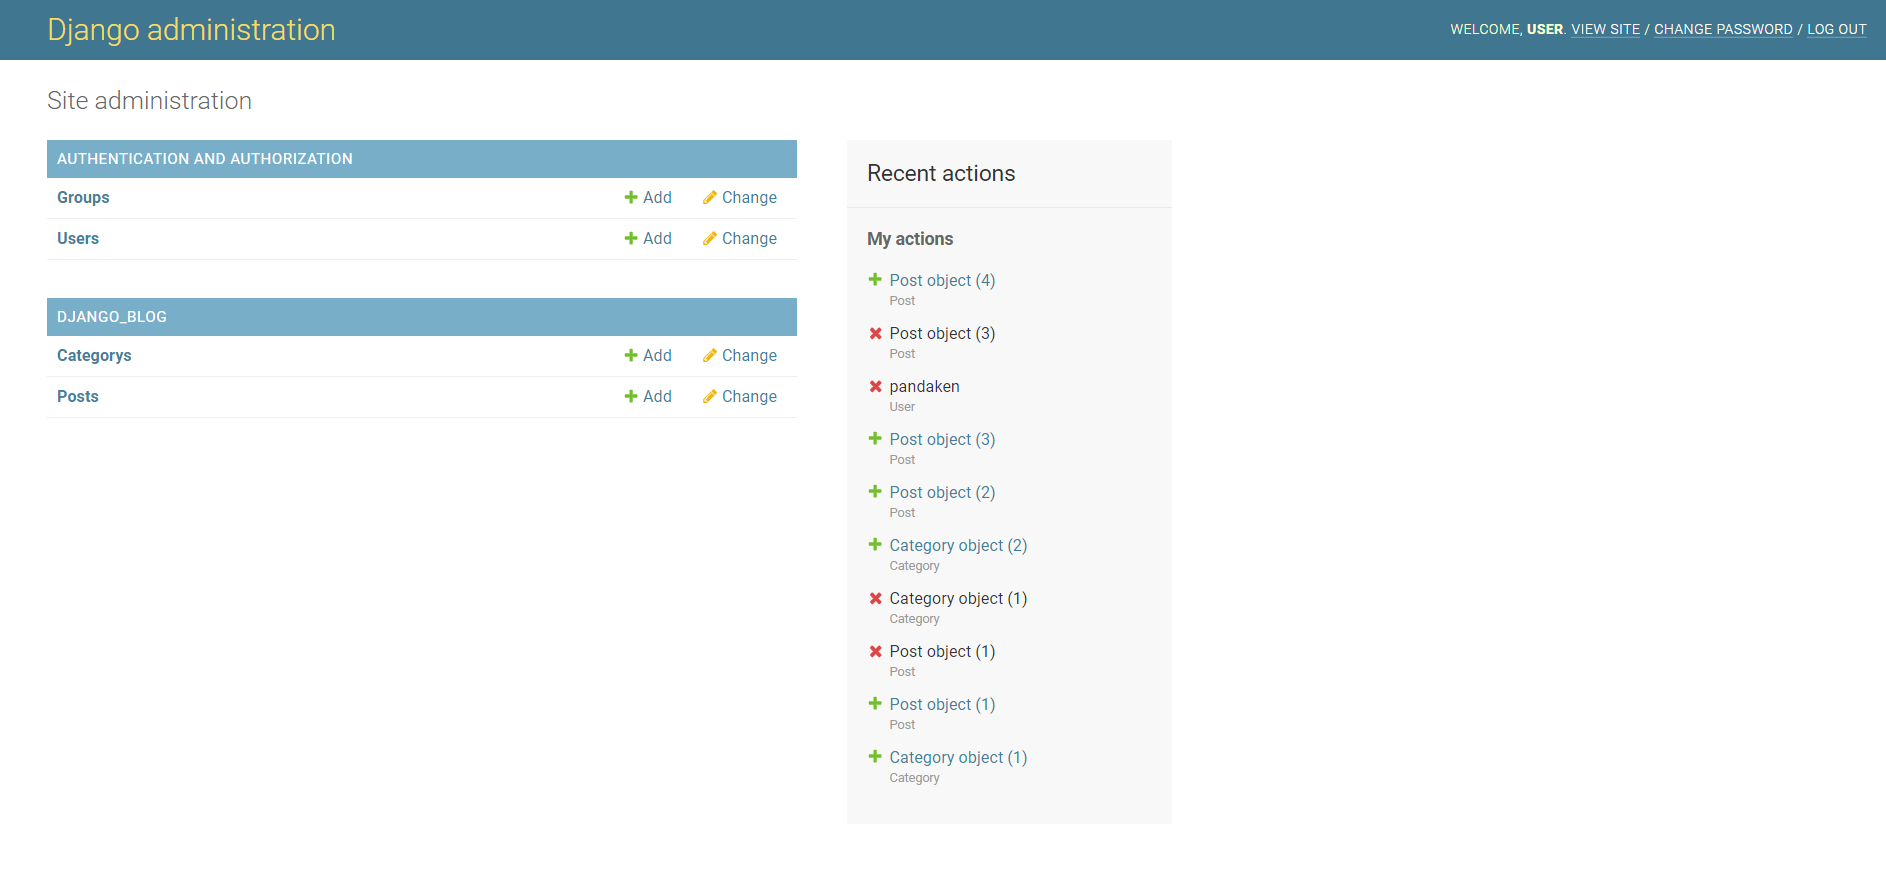 Django administration
WELCOME, USER. VIEW SITE / CHANGE PASSWORD / LOG OUT
Site administration
AUTHENTICATION AND AUTHORIZATION
Groups Add Change
Users Add Change
DJANGO_BLOG
Categorys Add Change
Posts Add Change
Recent actions
My actions
Post object (4)
Post
Post object (3)
Post
pandaken
User
Post object (3)
Post
Post object (2)
Post
Category object (2)
Category
Category object (1)
Category
Post object (1)
Post
Post object (1)
Post
Category object (1)
Category